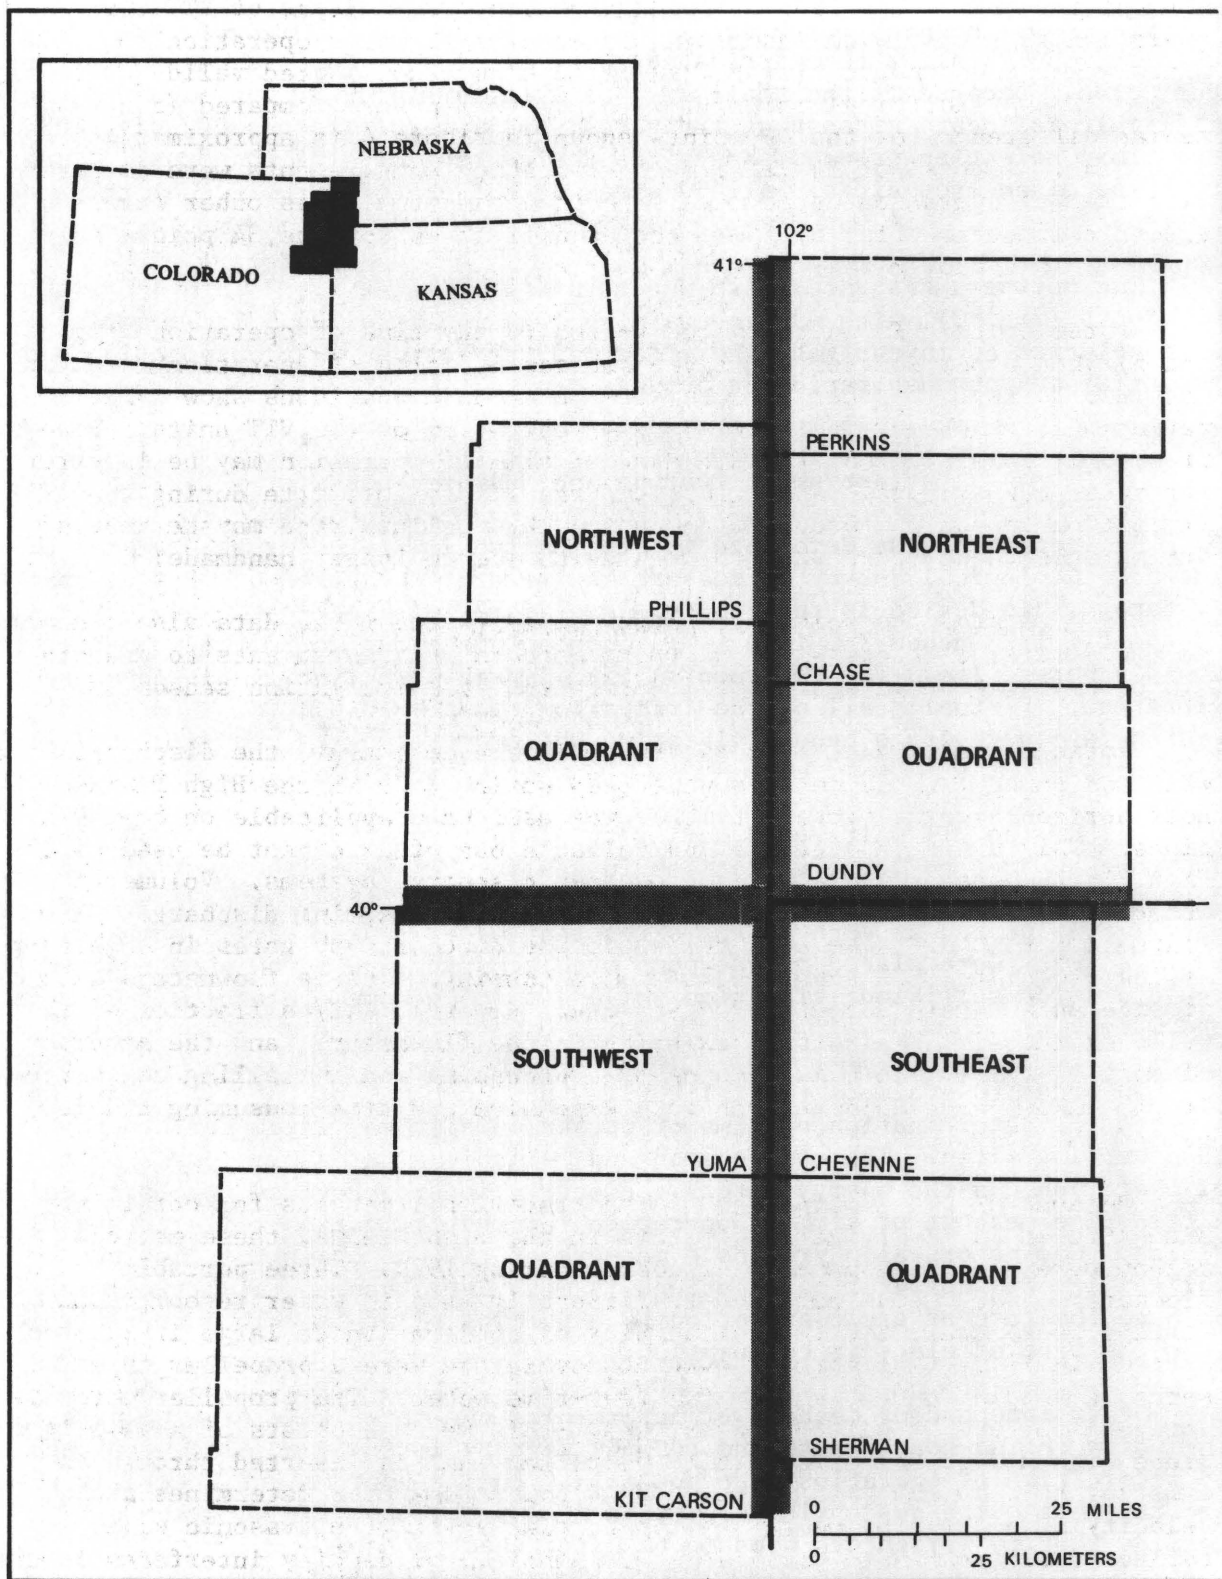 NEBRASKA
COLORADO
KANSAS
102°
41°
PERKINS
NORTHWEST
NORTHEAST
PHILLIPS
CHASE
QUADRANT
QUADRANT
DUNDY
40°
SOUTHWEST
SOUTHEAST
YUMA
CHEYENNE
QUADRANT
QUADRANT
SHERMAN
KIT CARSON
0 25 MILES
0 25 KILOMETERS